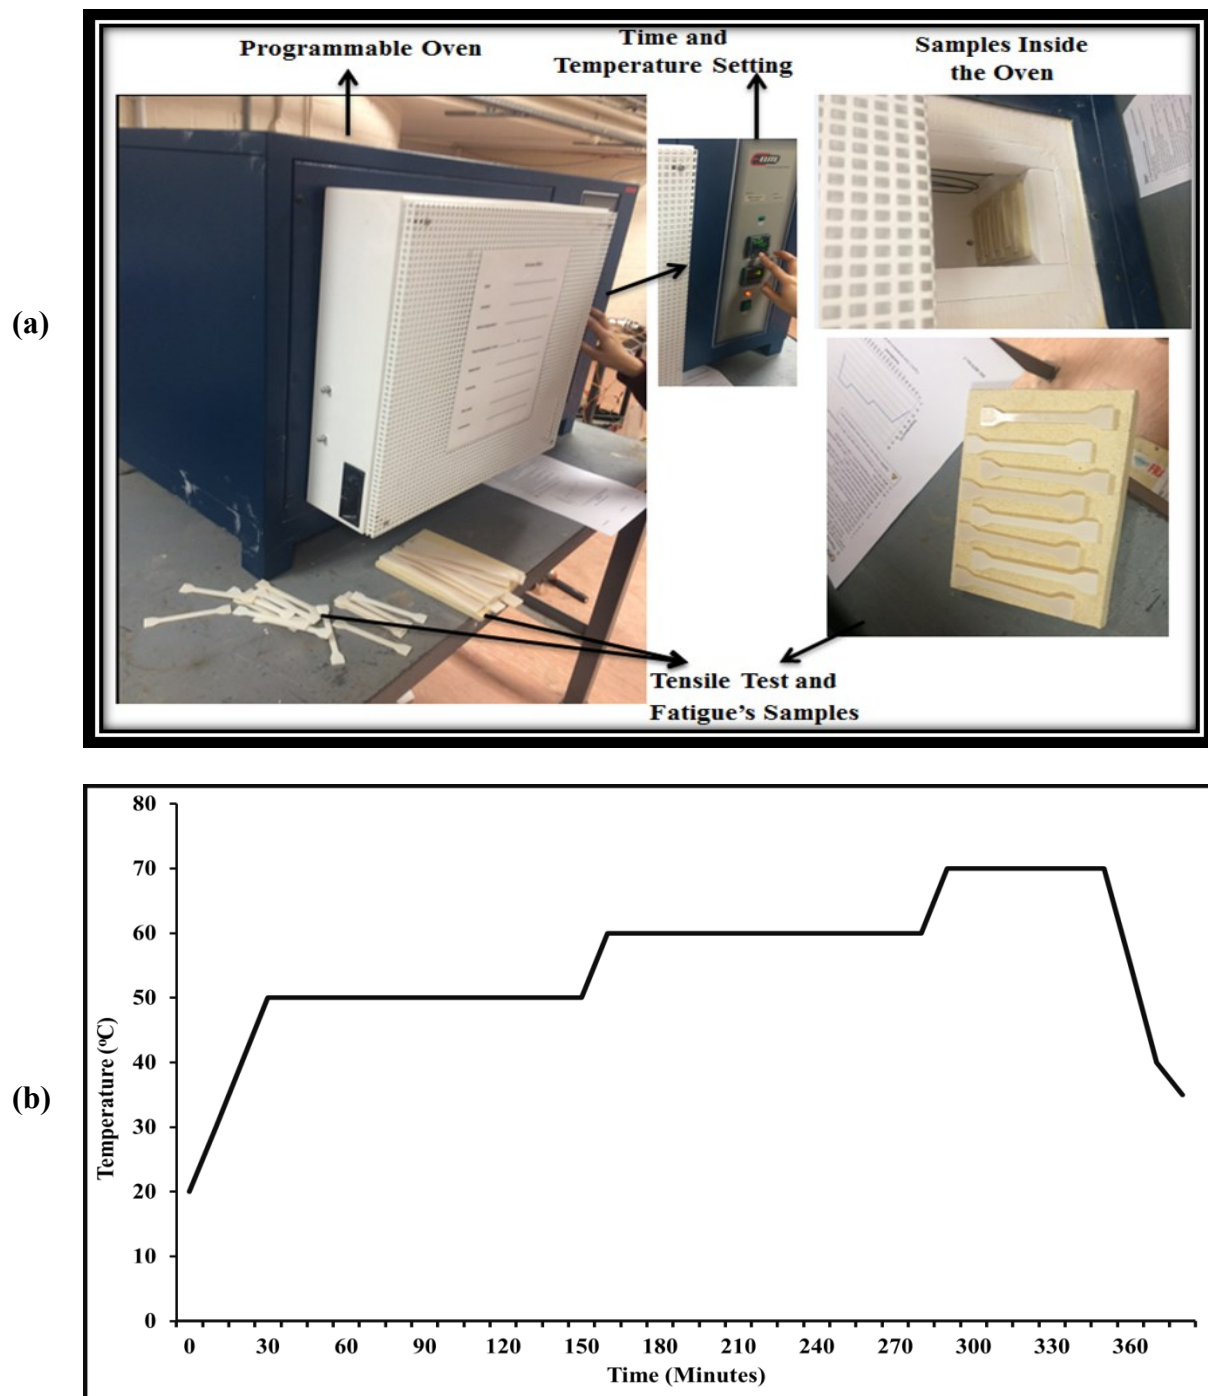 Programmable Oven
Time and
Temperature Setting
Samples Inside
the Oven
(a)
Tensile Test and
Fatigue's Samples
(b)
80
70
60
50
40
30
20
10
0
Temperature (°C)
0 30 60 90 120 150 180 210 240 270 300 330 360
Time (Minutes)